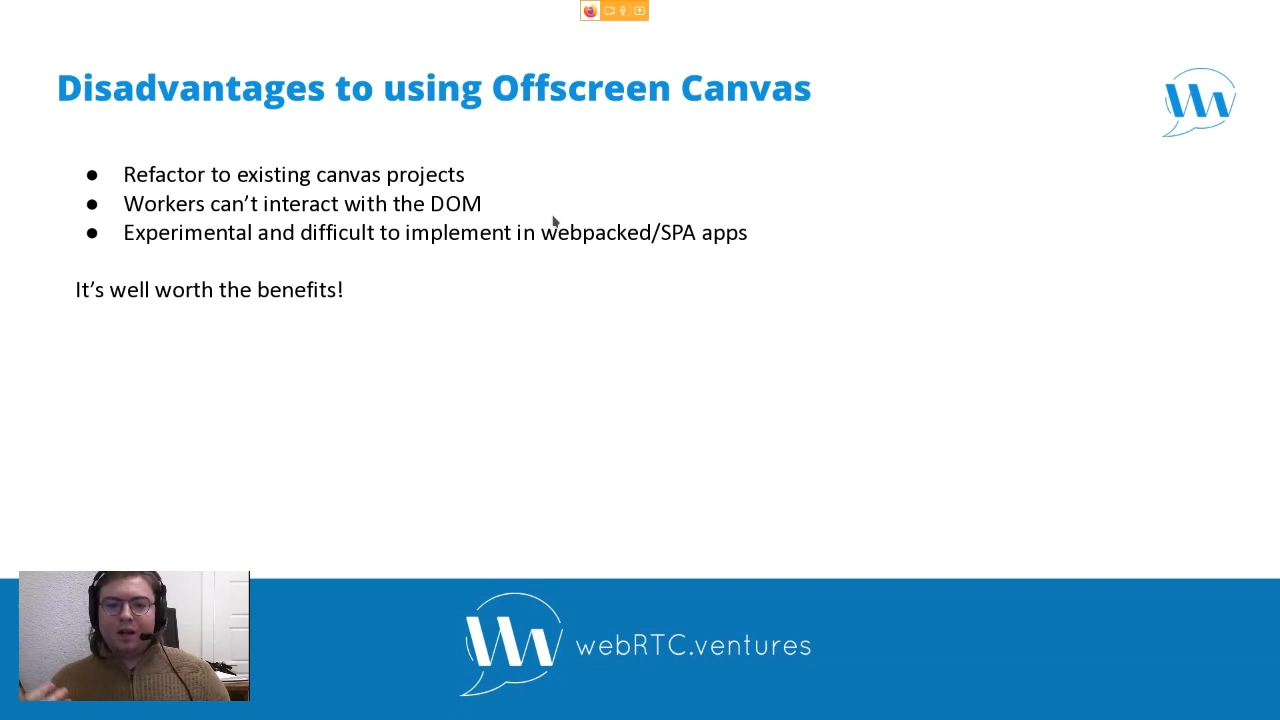 Disadvantages to using Offscreen Canvas
● Refactor to existing canvas projects
● Workers can’t interact with the DOM
● Experimental and difficult to implement in webpacked/SPA apps
It’s well worth the benefits!
webRTC.ventures